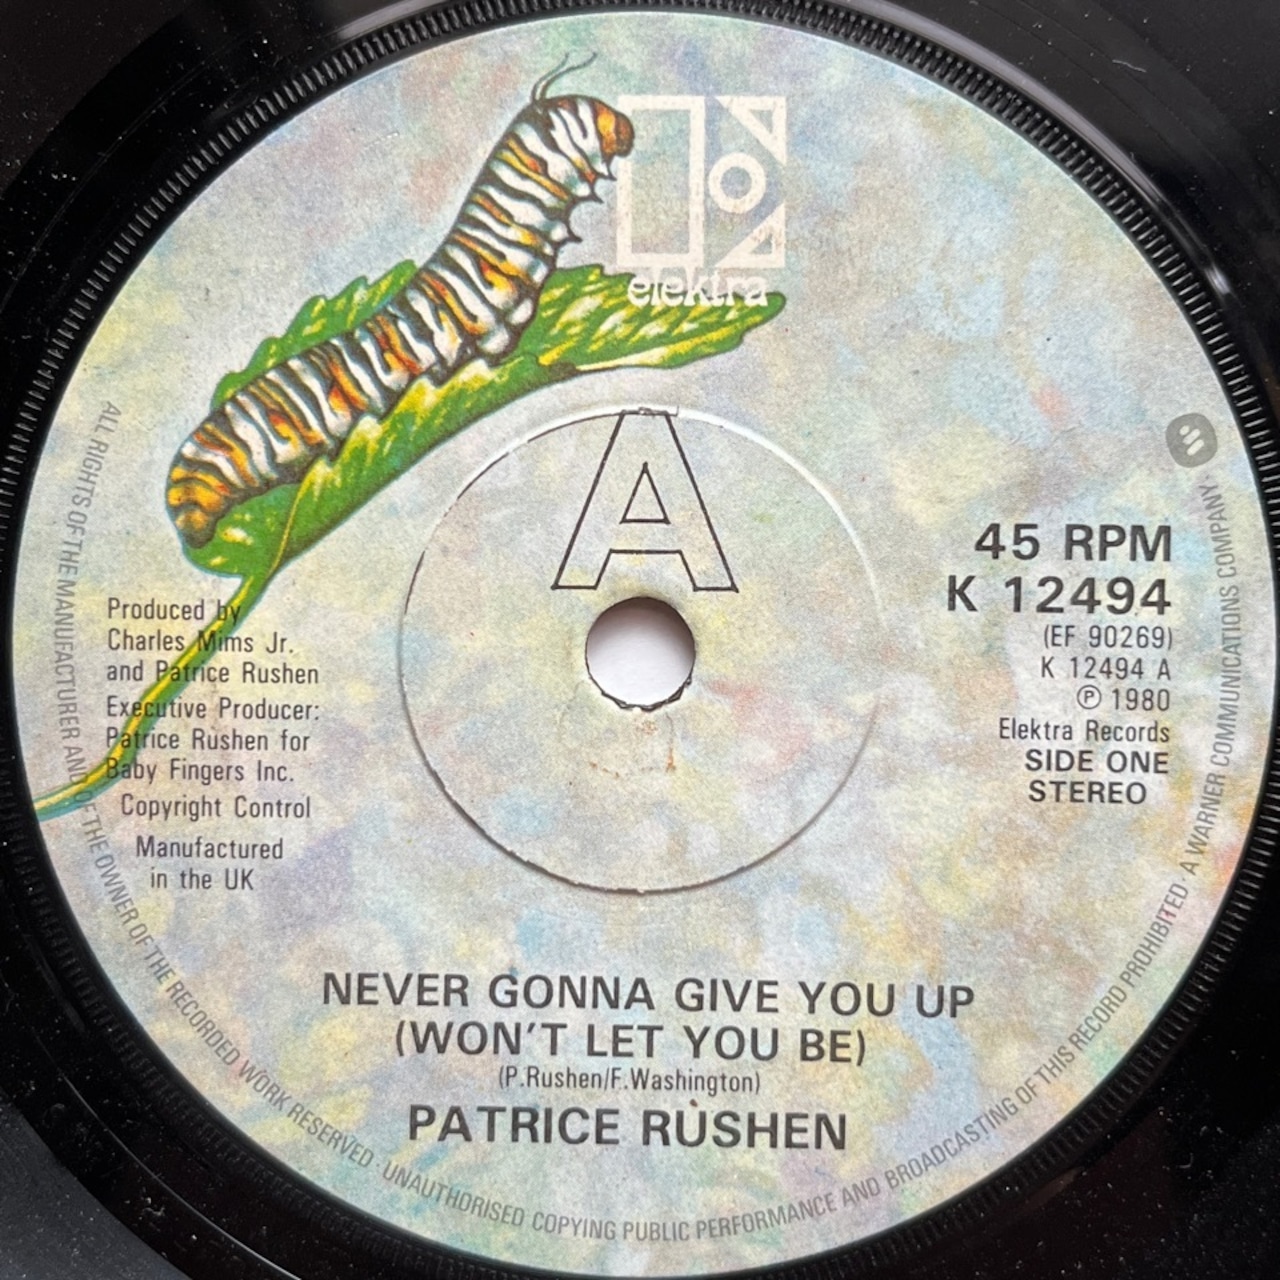 elektra
A
45 RPM
K 12494
(EF 90269)
K 12494 A
Ⓟ 1980
Elektra Records
SIDE ONE
STEREO
Produced by
Charles Mims Jr.
and Patrice Rushen
Executive Producer:
Patrice Rushen for
Baby Fingers Inc.
Copyright Control
Manufactured
in the UK
NEVER GONNA GIVE YOU UP
(WON'T LET YOU BE)
(P.Rushen/F.Washington)
PATRICE RUSHEN
ALL RIGHTS OF THE MANUFACTURER AND OF THE OWNER OF THE RECORDED WORK RESERVED · UNAUTHORISED COPYING PUBLIC PERFORMANCE AND BROADCASTING OF THIS RECORD PROHIBITED · A WARNER COMMUNICATIONS COMPANY ·